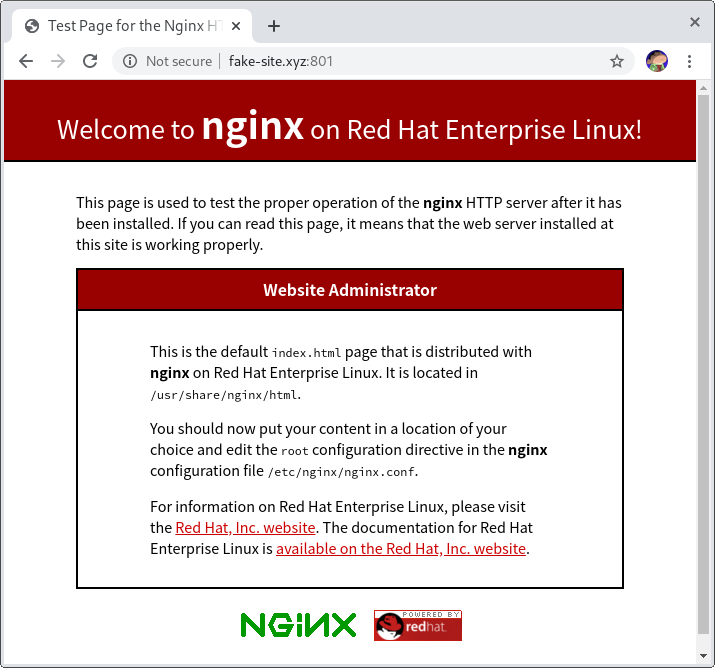 Test Page for the Nginx HT
Not secure | fake-site.xyz:801
Welcome to nginx on Red Hat Enterprise Linux!
This page is used to test the proper operation of the nginx HTTP server after it has
been installed. If you can read this page, it means that the web server installed at
this site is working properly.
Website Administrator
This is the default index.html page that is distributed with
nginx on Red Hat Enterprise Linux. It is located in
/usr/share/nginx/html.
You should now put your content in a location of your
choice and edit the root configuration directive in the nginx
configuration file /etc/nginx/nginx.conf.
For information on Red Hat Enterprise Linux, please visit
the Red Hat, Inc. website. The documentation for Red Hat
Enterprise Linux is available on the Red Hat, Inc. website.
NGiNX
POWERED BY
redhat.